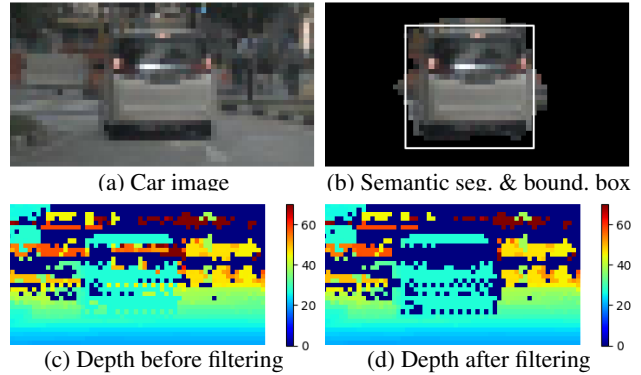 (a) Car image
(b) Semantic seg. & bound. box
60
40
20
0
60
40
20
0
(c) Depth before filtering
(d) Depth after filtering